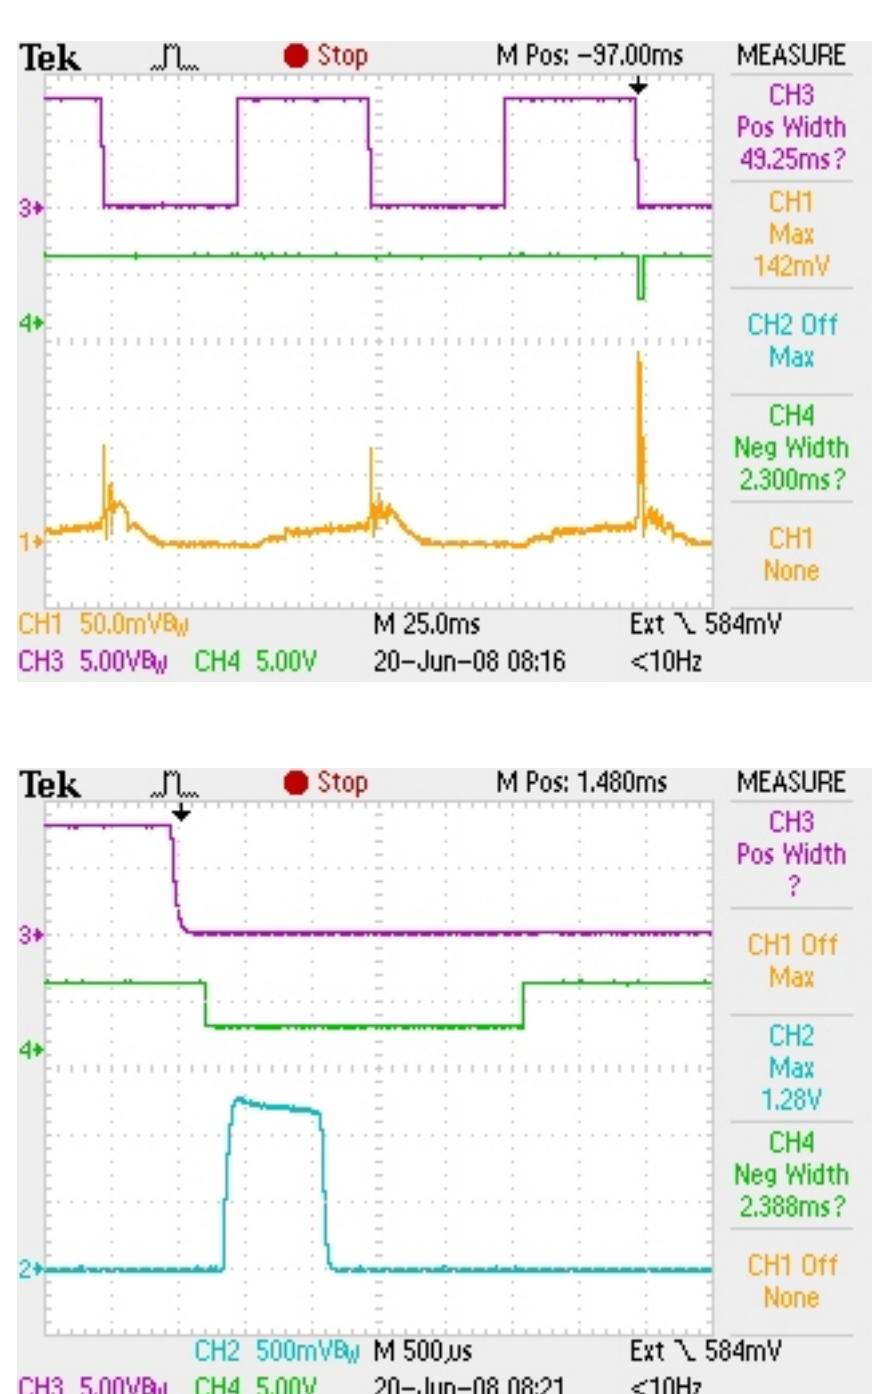 Tek Stop M Pos: −97.00ms MEASURE
CH3
Pos Width
49.25ms?
3
CH1
Max
142mV
4
CH2 Off
Max
CH4
Neg Width
2.300ms?
1
CH1
None
CH1 50.0mVBW M 25.0ms Ext 584mV
CH3 5.00VBW CH4 5.00V 20−Jun−08 08:16 <10Hz
Tek Stop M Pos: 1.480ms MEASURE
CH3
Pos Width
?
3
CH1 Off
Max
4
CH2
Max
1.28V
CH4
Neg Width
2.388ms?
2
CH1 Off
None
CH2 500mVBW M 500µs Ext 584mV
CH3 5.00VBW CH4 5.00V 20−Jun−08 08:21 <10Hz